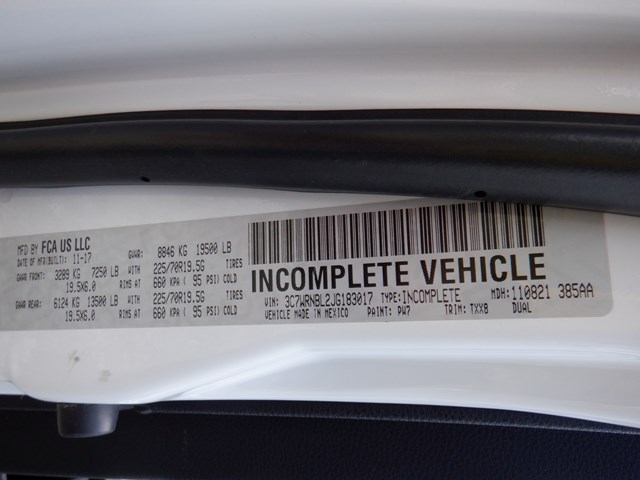 MFD BY FCA US LLC
DATE OF MFR(BUILT): 11-17 GVWR: 8846 KG 19500 LB
GAWR FRONT: 3289 KG 7250 LB WITH 225/70R19.5G TIRES
19.5X6.0 RIMS AT 660 KPA ( 95 PSI) COLD
GAWR REAR: 6124 KG 13500 LB WITH 225/70R19.5G TIRES
19.5X6.0 RIMS AT 660 KPA ( 95 PSI) COLD
INCOMPLETE VEHICLE
VIN: 3C7WRNBL2JG183017 TYPE: INCOMPLETE MDH: 110821 385AA
VEHICLE MADE IN MEXICO PAINT: PW7 TRIM: TXX8 DUAL